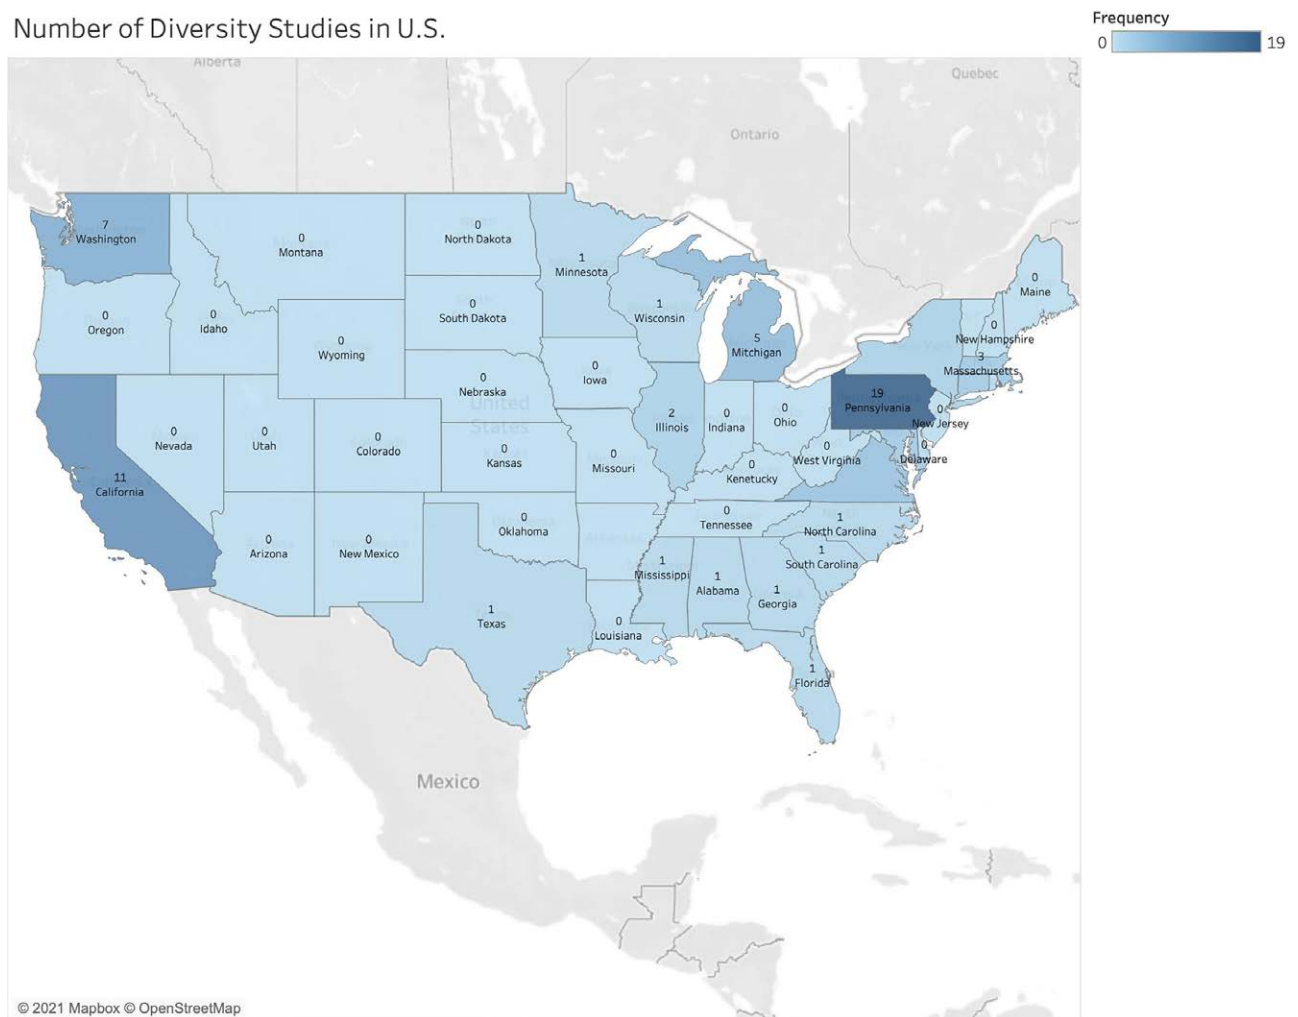 Number of Diversity Studies in U.S.
Frequency
0
19
Alberta
Quebec
Ontario
7
Washington
0
Montana
0
North Dakota
1
Minnesota
0
Maine
0
Oregon
0
Idaho
0
South Dakota
1
Wisconsin
5
Mitchigan
0
New Hampshire
0
Wyoming
3
Massachusetts
0
Nebraska
0
Iowa
United
States
19
Pennsylvania
0
New Jersey
0
Nevada
0
Utah
0
Colorado
0
Kansas
0
Missouri
2
Illinois
0
Indiana
0
Ohio
0
West Virginia
0
Delaware
0
Kenetucky
11
California
0
Arizona
0
New Mexico
0
Oklahoma
0
Tennessee
1
North Carolina
1
South Carolina
1
Mississippi
1
Alabama
1
Georgia
1
Texas
0
Louisiana
1
Florida
Mexico
© 2021 Mapbox © OpenStreetMap